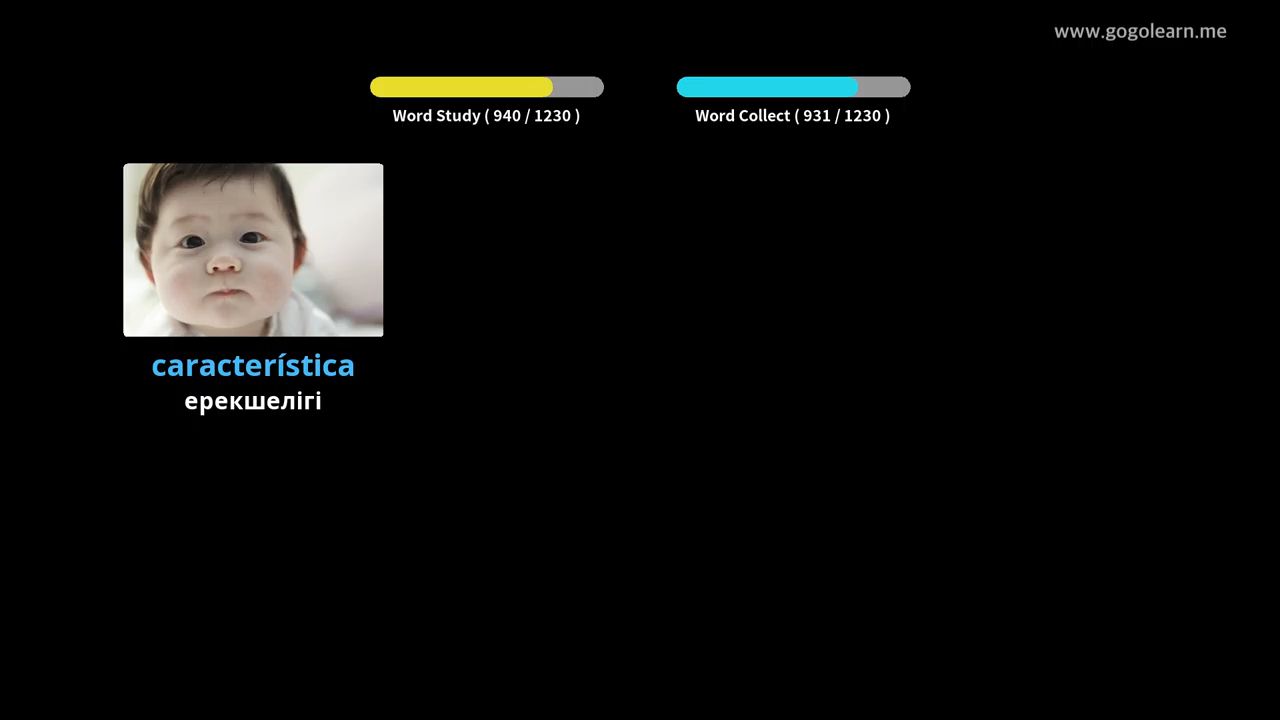 www.gogolearn.me
Word Study ( 940 / 1230 )
Word Collect ( 931 / 1230 )
característica
ерекшелігі